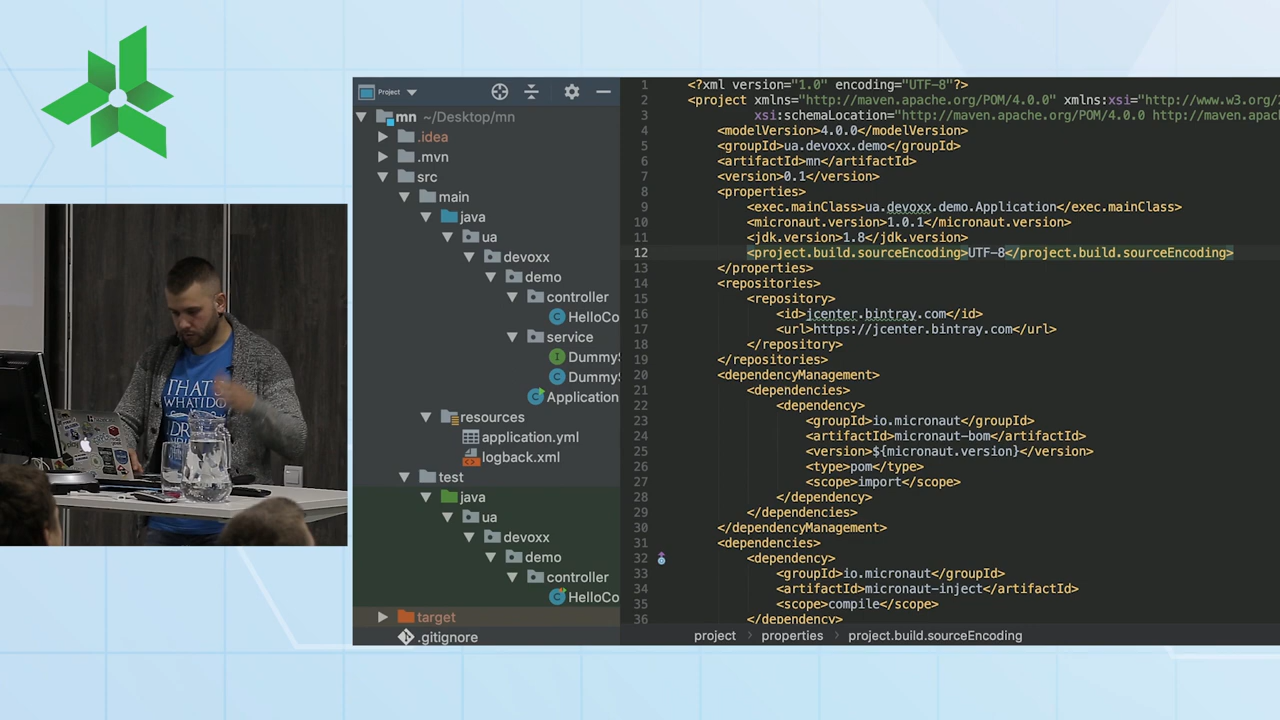 Project
mn ~/Desktop/mn
.idea
.mvn
src
main
java
ua
devoxx
demo
controller
HelloCo
service
DummyS
DummyS
Application
resources
application.yml
logback.xml
test
java
ua
devoxx
demo
controller
HelloCo
target
.gitignore
1 <?xml version="1.0" encoding="UTF-8"?>
2 <project xmlns="http://maven.apache.org/POM/4.0.0" xmlns:xsi="http://www.w3.org/2
3 xsi:schemaLocation="http://maven.apache.org/POM/4.0.0 http://maven.apac
4 <modelVersion>4.0.0</modelVersion>
5 <groupId>ua.devoxx.demo</groupId>
6 <artifactId>mn</artifactId>
7 <version>0.1</version>
8 <properties>
9 <exec.mainClass>ua.devoxx.demo.Application</exec.mainClass>
10 <micronaut.version>1.0.1</micronaut.version>
11 <jdk.version>1.8</jdk.version>
12 <project.build.sourceEncoding>UTF-8</project.build.sourceEncoding>
13 </properties>
14 <repositories>
15 <repository>
16 <id>jcenter.bintray.com</id>
17 <url>https://jcenter.bintray.com</url>
18 </repository>
19 </repositories>
20 <dependencyManagement>
21 <dependencies>
22 <dependency>
23 <groupId>io.micronaut</groupId>
24 <artifactId>micronaut-bom</artifactId>
25 <version>${micronaut.version}</version>
26 <type>pom</type>
27 <scope>import</scope>
28 </dependency>
29 </dependencies>
30 </dependencyManagement>
31 <dependencies>
32 <dependency>
33 <groupId>io.micronaut</groupId>
34 <artifactId>micronaut-inject</artifactId>
35 <scope>compile</scope>
36 </dependency>
project > properties > project.build.sourceEncoding
THAT'S
WHAT I DO